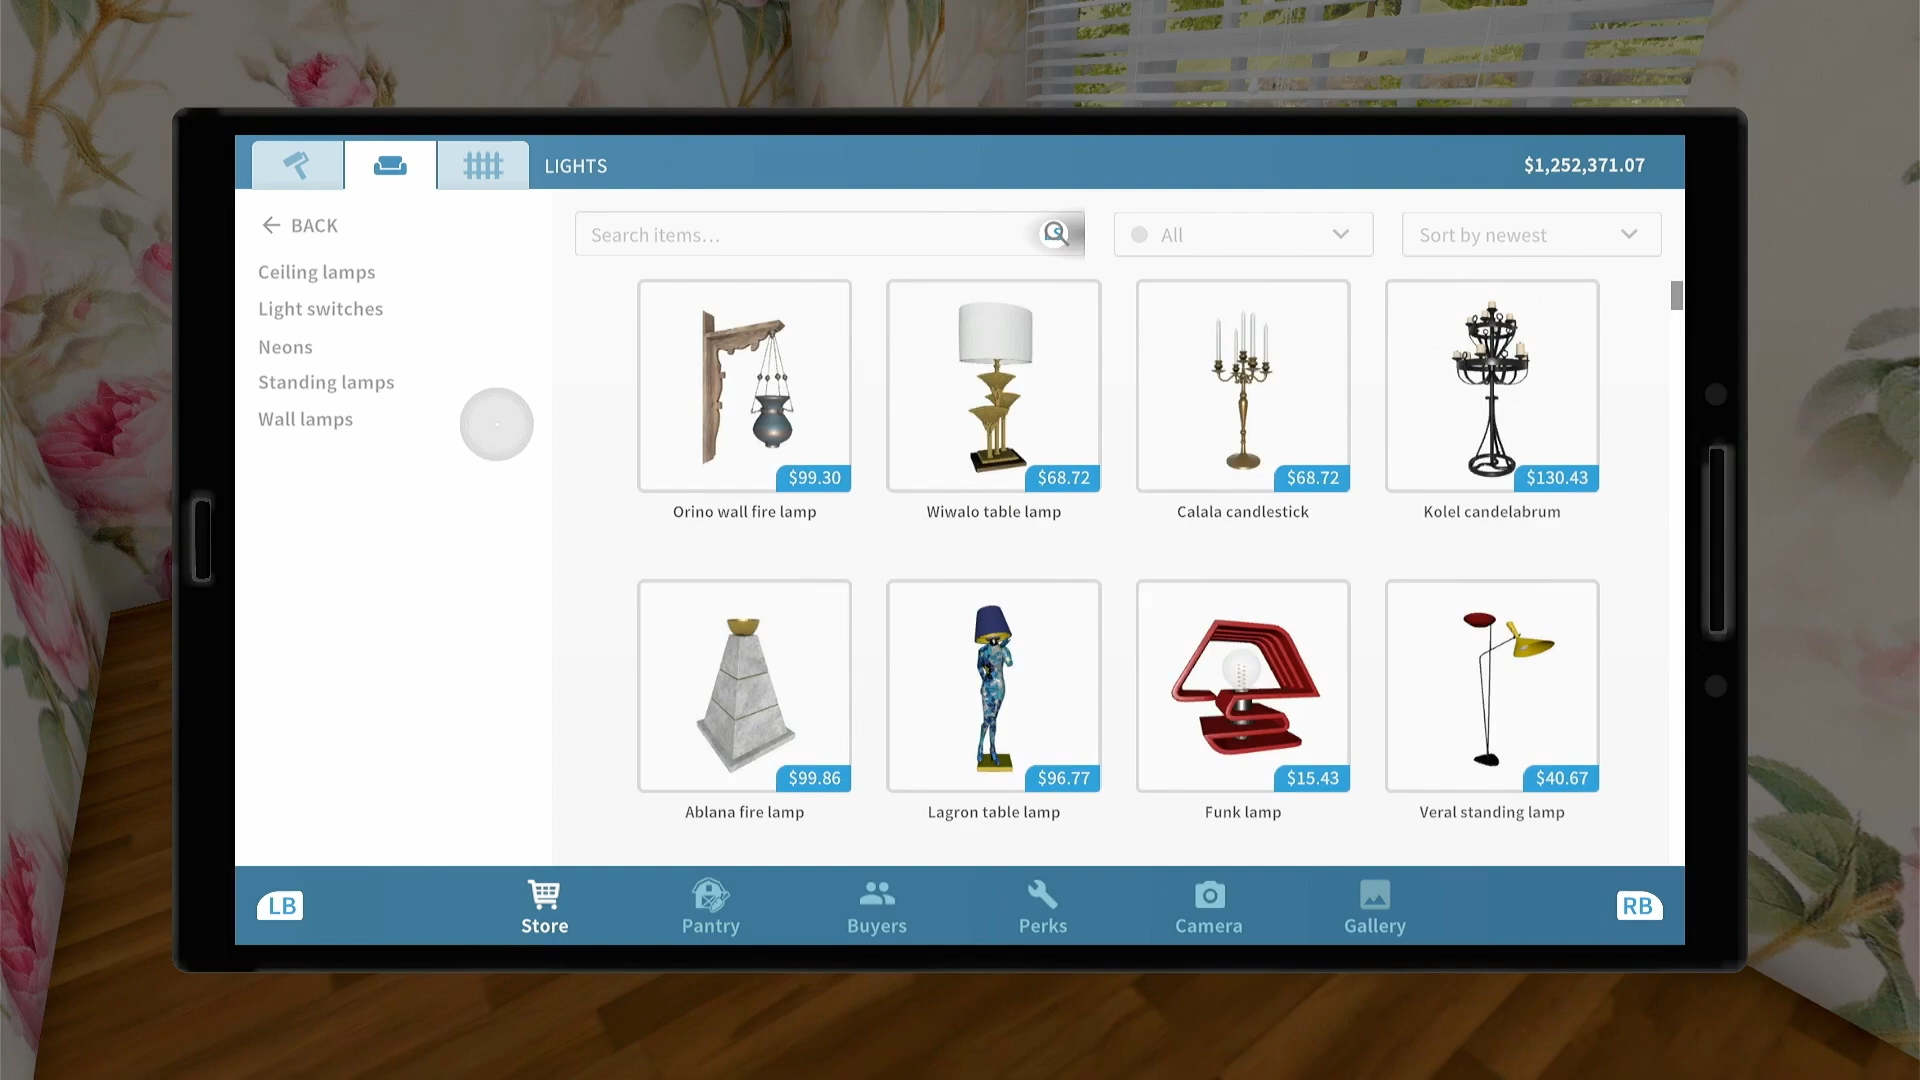 LIGHTS
$1,252,371.07
BACK
Ceiling lamps
Light switches
Neons
Standing lamps
Wall lamps
Search items...
LS
All
Sort by newest
$99.30
Orino wall fire lamp
$68.72
Wiwalo table lamp
$68.72
Calala candlestick
$130.43
Kolel candelabrum
$99.86
Ablana fire lamp
$96.77
Lagron table lamp
$15.43
Funk lamp
$40.67
Veral standing lamp
LB
Store
Pantry
Buyers
Perks
Camera
Gallery
RB